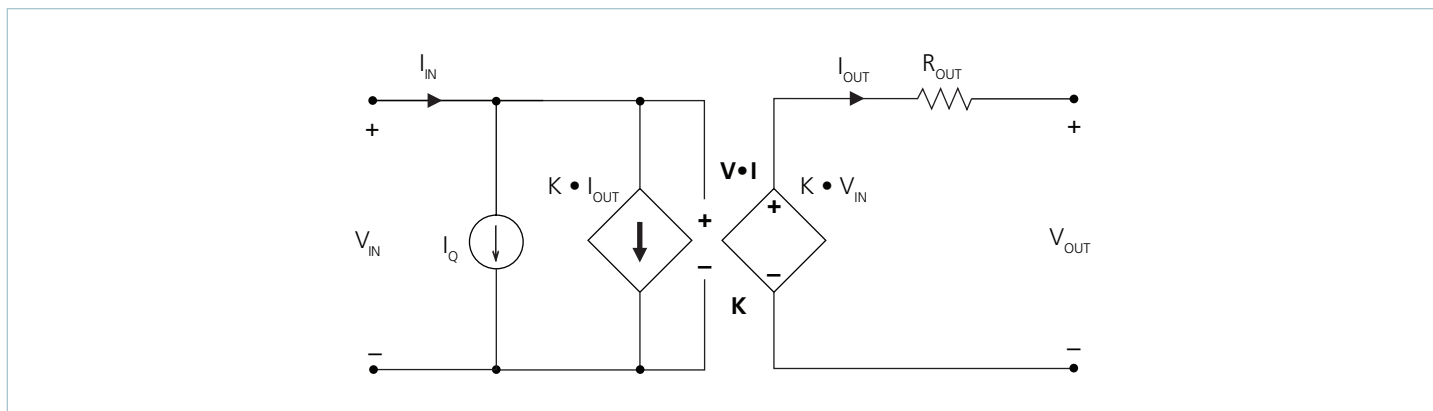 I_IN
I_OUT
R_OUT
+
+
V•I
K • I_OUT
K • V_IN
+
+
V_IN
I_Q
V_OUT
–
–
K
–
–